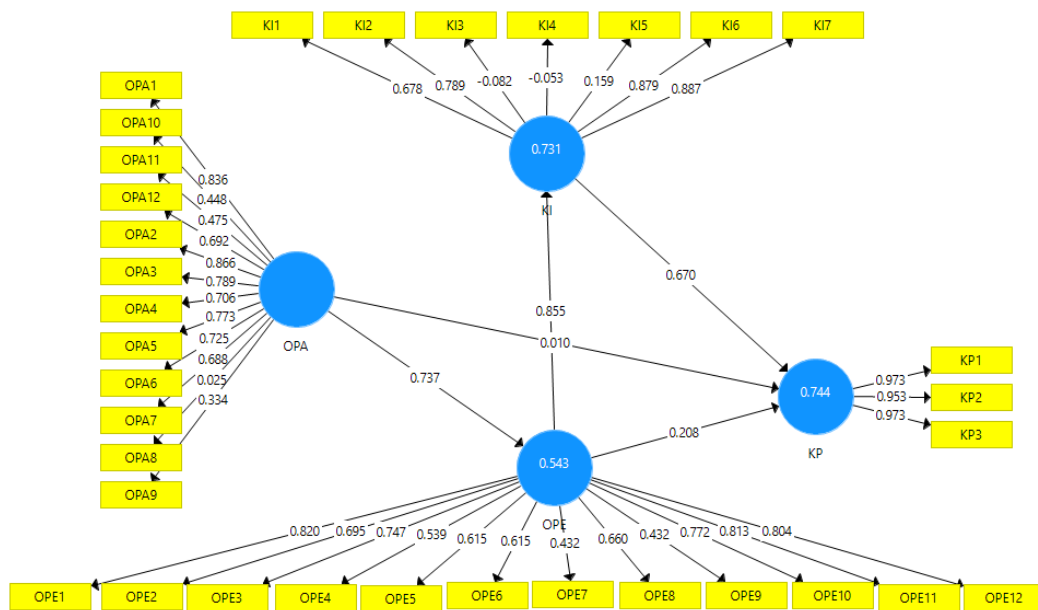 KI1 KI2 KI3 KI4 KI5 KI6 KI7
0.678 0.789 -0.082 -0.053 0.159 0.879 0.887
0.731
KI
OPA1
OPA10
OPA11
OPA12
OPA2
OPA3
OPA4
OPA5
OPA6
OPA7
OPA8
OPA9
0.836
0.448
0.475
0.692
0.866
0.789
0.706
0.773
0.725
0.688
0.025
0.334
OPA
0.670
0.855
0.010
0.737
0.208
0.744
KP
0.973
0.953
0.973
KP1
KP2
KP3
0.543
OPE
0.820 0.695 0.747 0.539 0.615 0.615 0.432 0.660 0.432 0.772 0.813 0.804
OPE1 OPE2 OPE3 OPE4 OPE5 OPE6 OPE7 OPE8 OPE9 OPE10 OPE11 OPE12